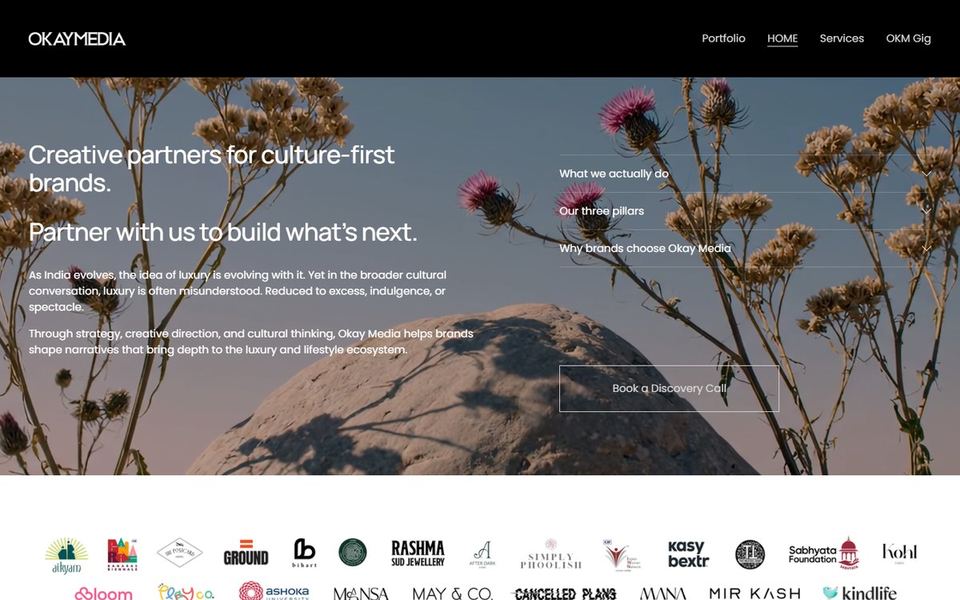 OKAYMEDIA
Portfolio
HOME
Services
OKM Gig
Creative partners for culture-first
brands.
Partner with us to build what's next.
As India evolves, the idea of luxury is evolving with it. Yet in the broader cultural
conversation, luxury is often misunderstood. Reduced to excess, indulgence, or
spectacle.
Through strategy, creative direction, and cultural thinking, Okay Media helps brands
shape narratives that bring depth to the luxury and lifestyle ecosystem.
What we actually do
Our three pillars
Why brands choose Okay Media
Book a Discovery Call
aikyam
GROUND
bihart
RASHMA
SUD JEWELLERY
A
AFTER DARK
SIMPLY
PHOOLISH
kasy
bextr
Sabhyata
Foundation
Kohl
bloom
Play co.
ASHOKA
UNIVERSITY
MANSA
MAY & CO.
CANCELLED PLANS
MANA
MIR KASH
kindlife